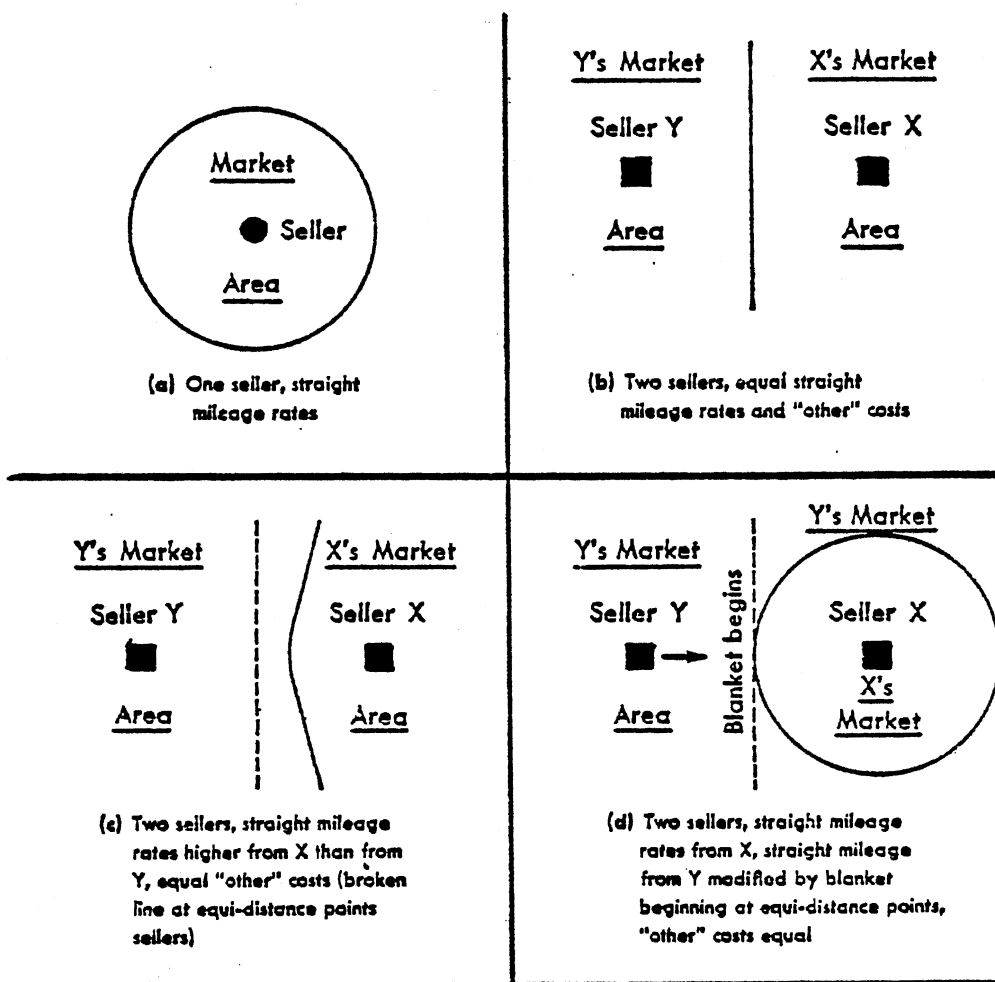 Market
Seller
Area
(a) One seller, straight
mileage rates
Y's Market
X's Market
Seller Y
Seller X
Area
Area
(b) Two sellers, equal straight
mileage rates and "other" costs
Y's Market
X's Market
Seller Y
Seller X
Area
Area
(c) Two sellers, straight mileage
rates higher from X than from
Y, equal "other" costs (broken
line at equi-distance points
sellers)
Y's Market
Y's Market
Seller Y
Blanket begins
Seller X
Area
X's
Market
(d) Two sellers, straight mileage
rates from X, straight mileage
from Y modified by blanket
beginning at equi-distance points,
"other" costs equal